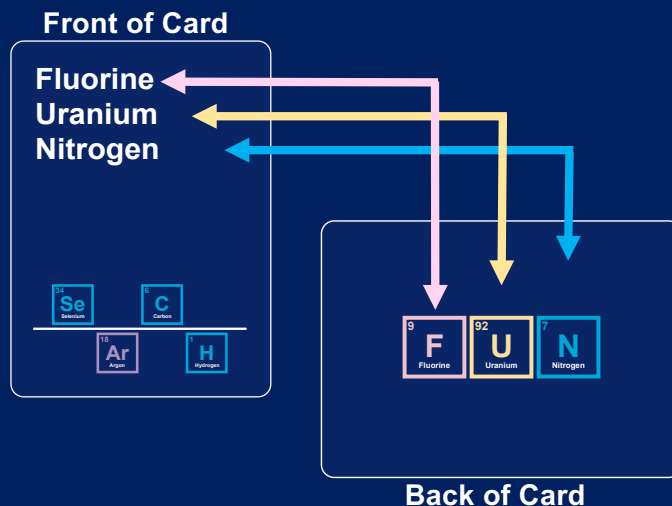 Front of Card
Fluorine
Uranium
Nitrogen
34
Se
Selenium
6
C
Carbon
18
Ar
Argon
1
H
Hydrogen
9
F
Fluorine
92
U
Uranium
7
N
Nitrogen
Back of Card